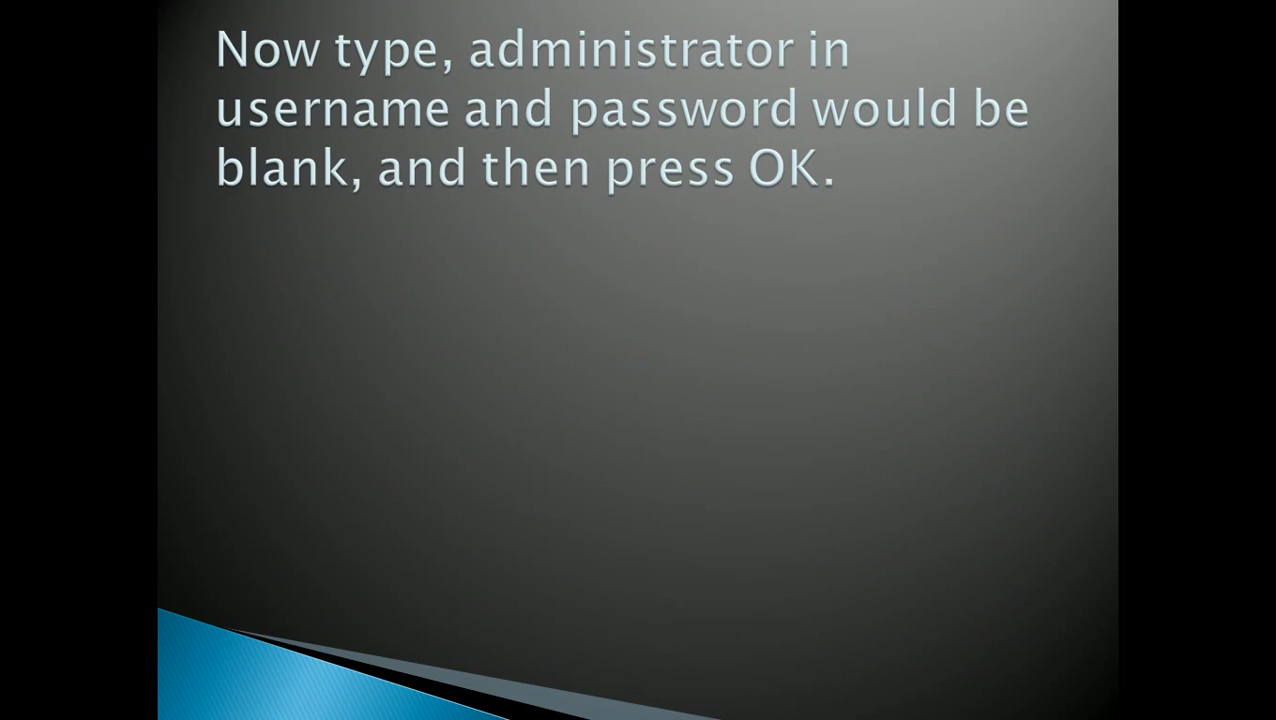 Now type, administrator in
username and password would be
blank, and then press OK.